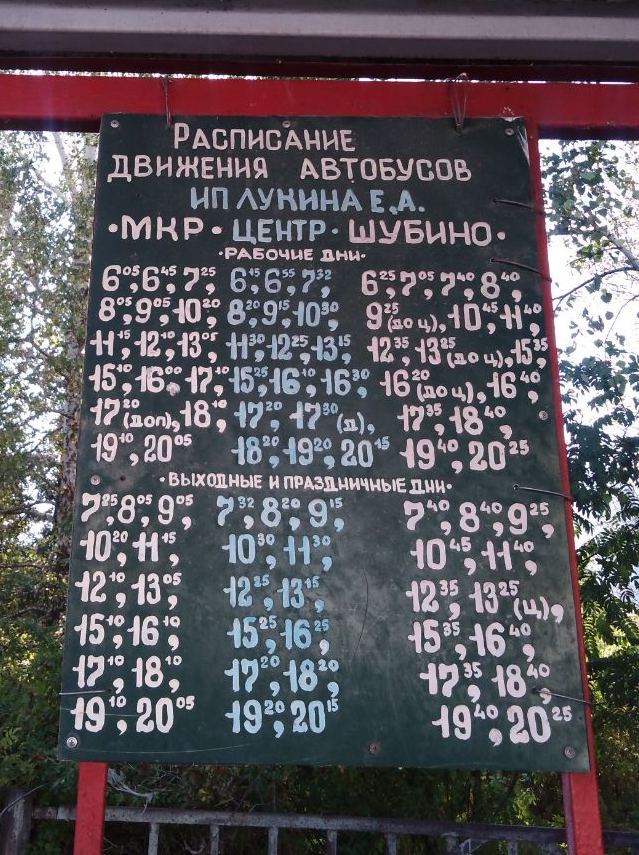 РАСПИСАНИЕ
ДВИЖЕНИЯ АВТОБУСОВ
ИП ЛУКИНА Е.А.
·МКР· ЦЕНТР· ШУБИНО·
·РАБОЧИЕ ДНИ·
6⁰⁵,6⁴⁵,7²⁵ 6¹⁵,6⁵⁵,7³², 6²⁵,7⁰⁵,7⁴⁰,8⁴⁰,
8⁰⁵,9⁰⁵,10²⁰, 8²⁰,9¹⁵,10³⁰, 9²⁵(до ц),10⁴⁵,11⁴⁰,
11¹⁵,12¹⁰,13⁰⁵, 11³⁰,12²⁵,13¹⁵, 12³⁵,13²⁵(до ц),15³⁵,
15¹⁰,16⁰⁰,17¹⁰, 15²⁵,16¹⁰,16³⁰, 16²⁰(до ц),16⁴⁰,
17²⁰(доп),18¹⁰, 17²⁰,17³⁰(д), 17³⁵,18⁴⁰,
19¹⁰,20⁰⁵ 18²⁰,19²⁰,20¹⁵ 19⁴⁰,20²⁵
·ВЫХОДНЫЕ И ПРАЗДНИЧНЫЕ ДНИ·
7²⁵,8⁰⁵,9⁰⁵, 7³²,8²⁰,9¹⁵, 7⁴⁰,8⁴⁰,9²⁵,
10²⁰,11¹⁵, 10³⁰,11³⁰, 10⁴⁵,11⁴⁰,
12¹⁰,13⁰⁵, 12²⁵,13¹⁵, 12³⁵,13²⁵(ц),
15¹⁰,16¹⁰, 15²⁵,16²⁵, 15³⁵,16⁴⁰,
17¹⁰,18¹⁰, 17²⁰,18²⁰, 17³⁵,18⁴⁰,
19¹⁰,20⁰⁵ 19²⁰,20¹⁵ 19⁴⁰,20²⁵